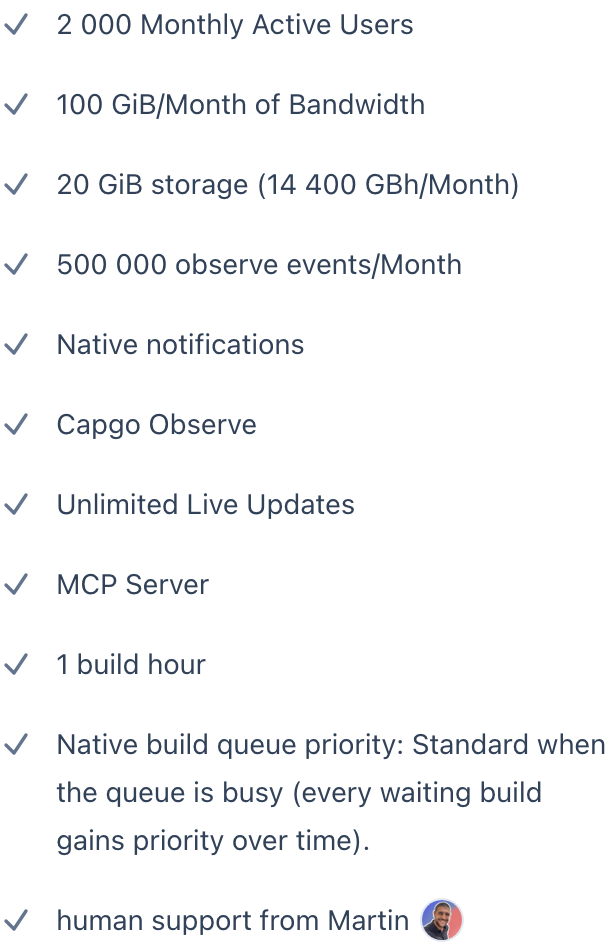 2 000 Monthly Active Users
100 GiB/Month of Bandwidth
20 GiB storage (14 400 GBh/Month)
500 000 observe events/Month
Native notifications
Capgo Observe
Unlimited Live Updates
MCP Server
1 build hour
Native build queue priority: Standard when
the queue is busy (every waiting build
gains priority over time).
human support from Martin